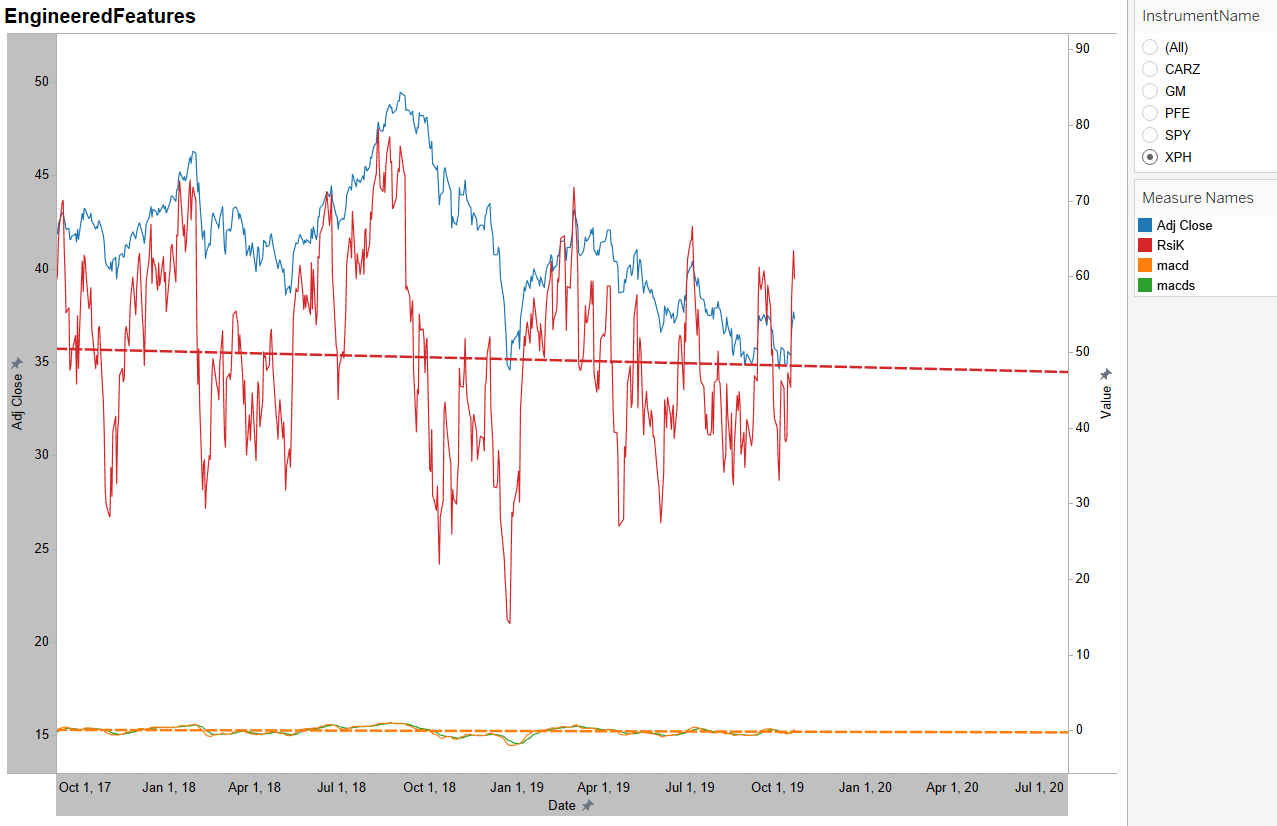 EngineeredFeatures
50
45
40
35
30
25
20
15
Adj Close
90
80
70
60
50
40
30
20
10
0
Value
Oct 1, 17 Jan 1, 18 Apr 1, 18 Jul 1, 18 Oct 1, 18 Jan 1, 19 Apr 1, 19 Jul 1, 19 Oct 1, 19 Jan 1, 20 Apr 1, 20 Jul 1, 20
Date
InstrumentName
(All)
CARZ
GM
PFE
SPY
XPH
Measure Names
Adj Close
RsiK
macd
macds